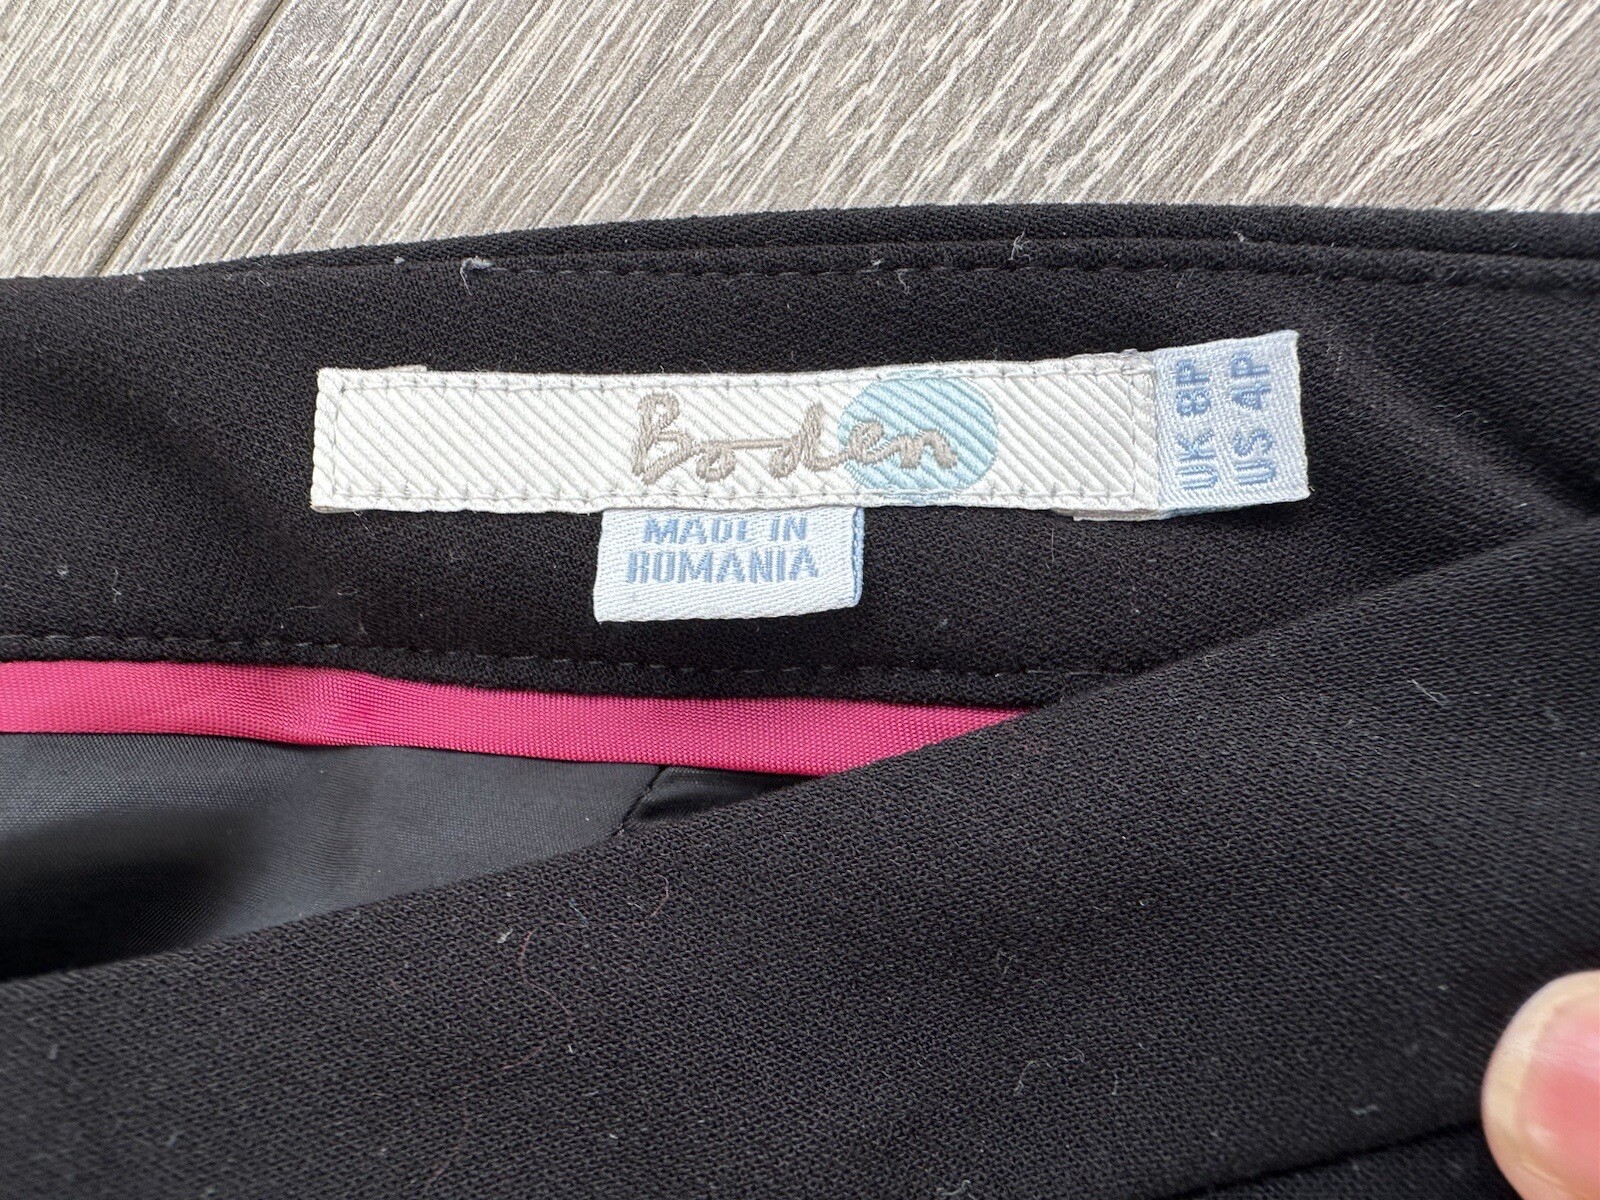 Boden
UK 8P
US 4P
MADE IN
ROMANIA